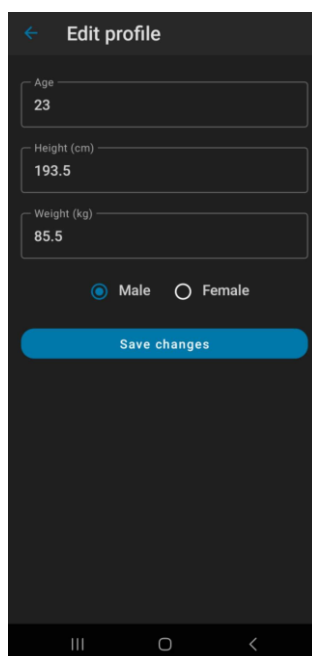 Edit profile
Age
23
Height (cm)
193.5
Weight (kg)
85.5
Male Female
Save changes